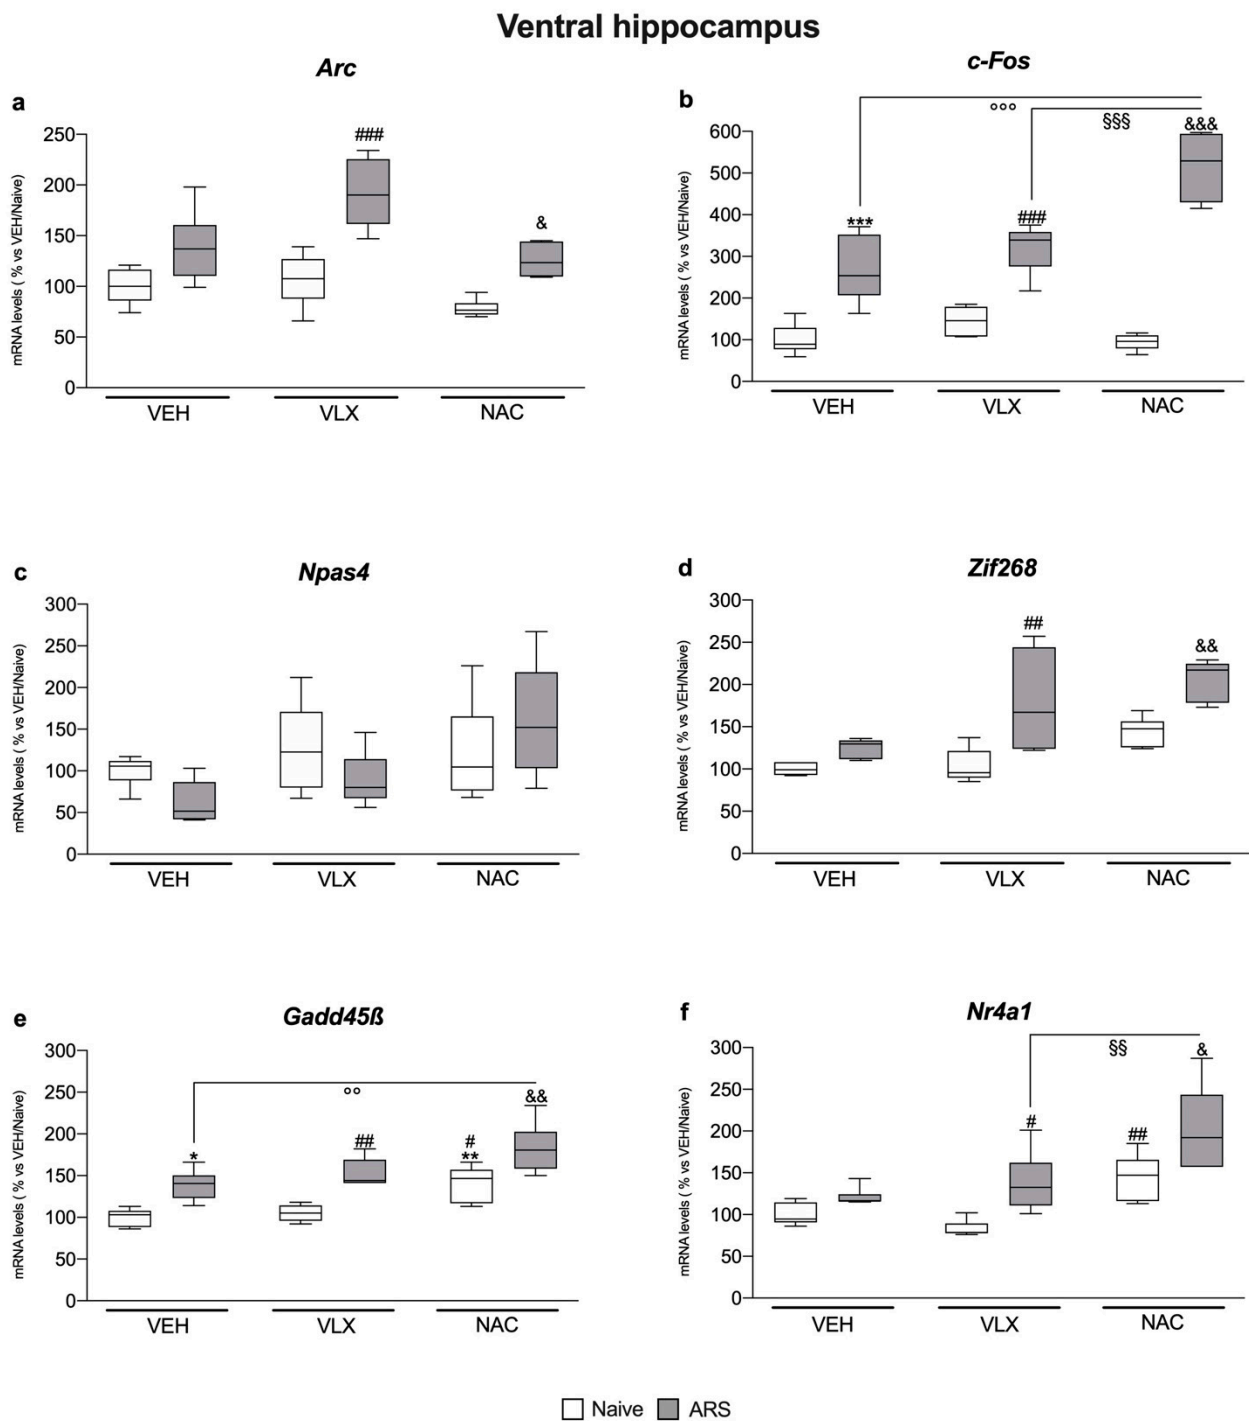 Ventral hippocampus
Arc
a
mRNA levels ( % vs VEH/Naive)
250
200
150
100
50
0
###
&
VEH
VLX
NAC
c-Fos
b
mRNA levels ( % vs VEH/Naive)
600
500
400
300
200
100
0
°°°
§§§
&&&
***
###
VEH
VLX
NAC
c
Npas4
mRNA levels ( % vs VEH/Naive)
300
250
200
150
100
50
0
VEH
VLX
NAC
d
Zif268
mRNA levels ( % vs VEH/Naive)
300
250
200
150
100
50
0
##
&&
VEH
VLX
NAC
e
Gadd45ß
mRNA levels ( % vs VEH/Naive)
300
250
200
150
100
50
0
°°
&&
*
##
#
**
VEH
VLX
NAC
f
Nr4a1
mRNA levels ( % vs VEH/Naive)
300
250
200
150
100
50
0
§§
&
#
##
VEH
VLX
NAC
Naive
ARS